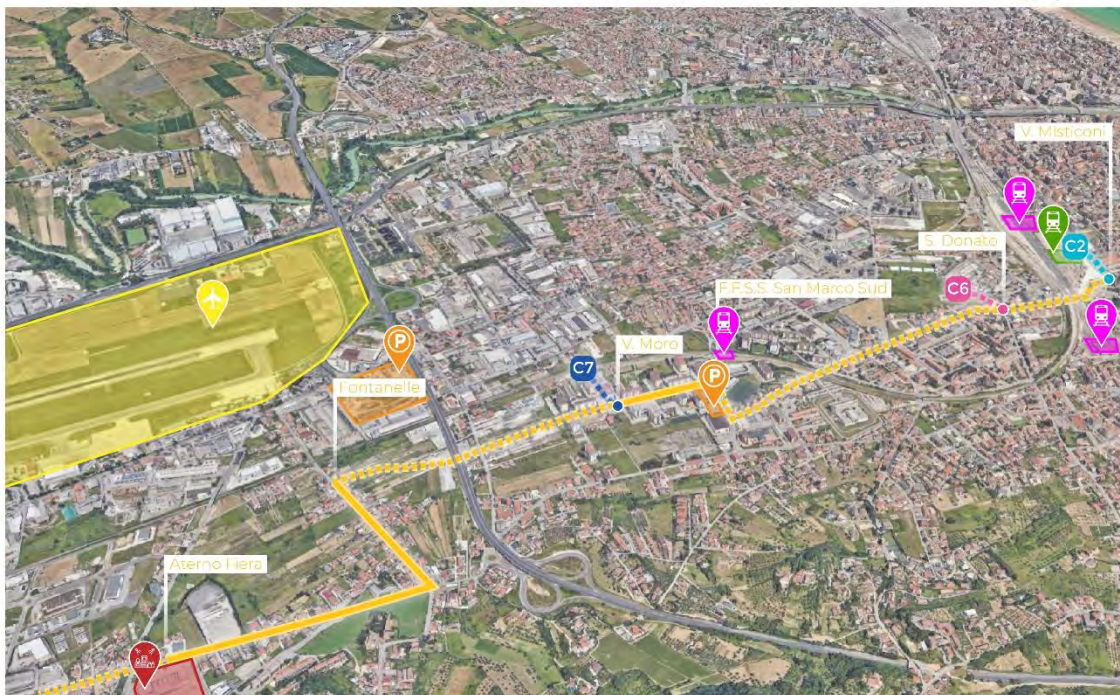 V. Misticoni
S. Donato
C2
C6
F.F.S.S. San Marco Sud
V. Moro
C7
P
P
Fontanelle
Aterno Fiera